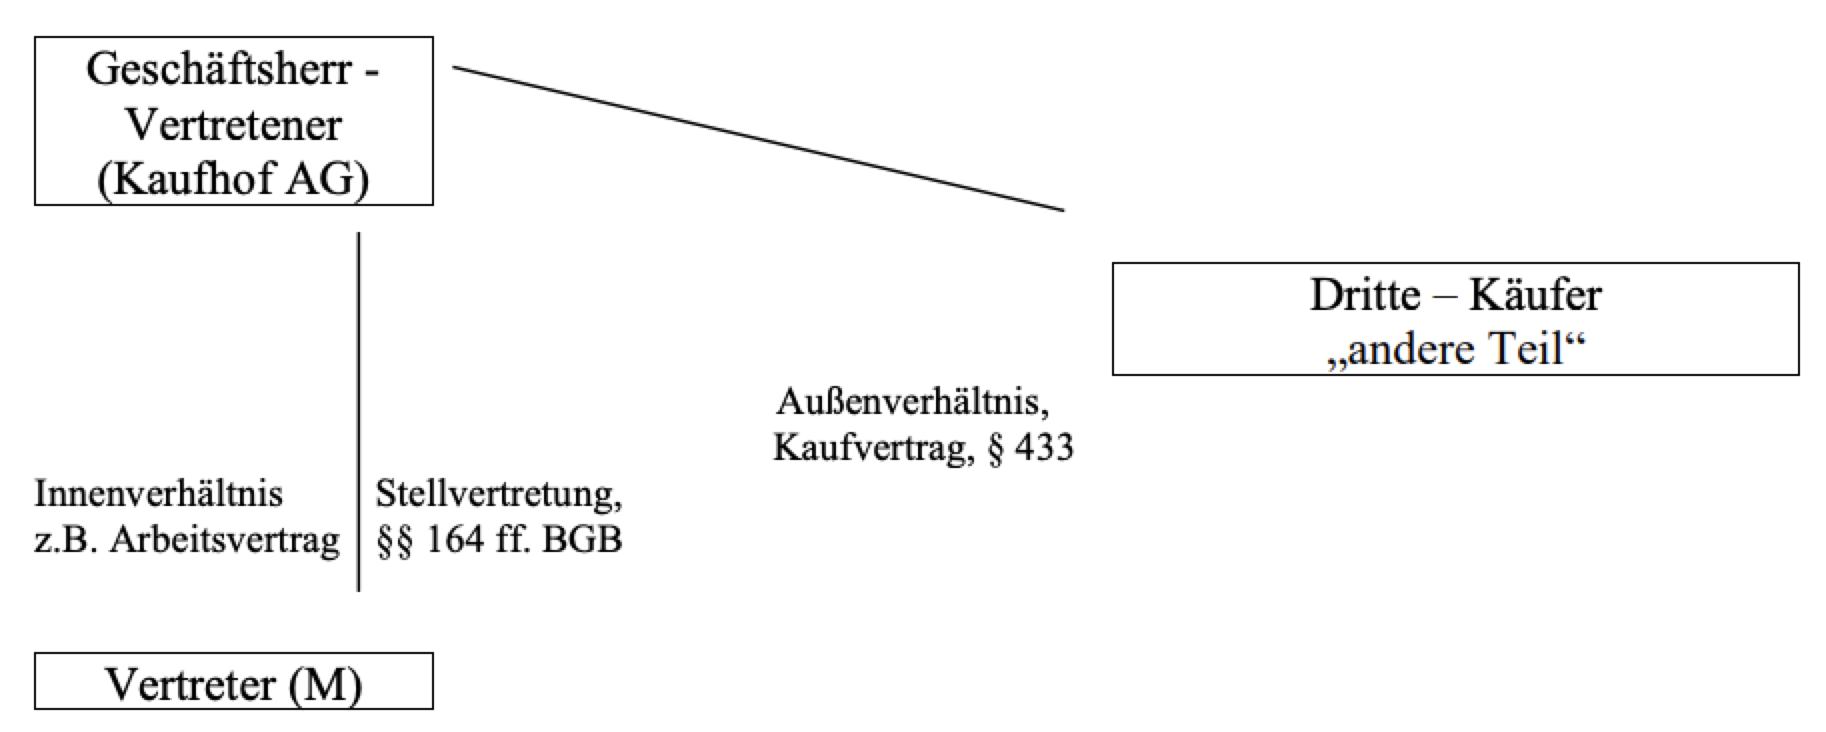 Geschäftsherr -
Vertretener
(Kaufhof AG)
Dritte – Käufer
„andere Teil“
Außenverhältnis,
Kaufvertrag, § 433
Innenverhältnis
z.B. Arbeitsvertrag
Stellvertretung,
§§ 164 ff. BGB
Vertreter (M)